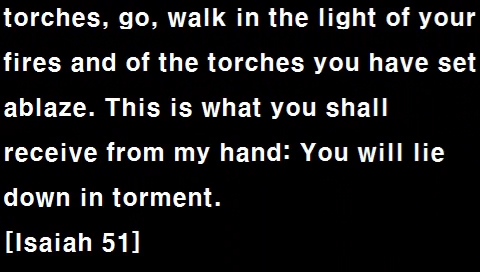 torches, go, walk in the light of your
fires and of the torches you have set
ablaze. This is what you shall
receive from my hand: You will lie
down in torment.
[Isaiah 51]